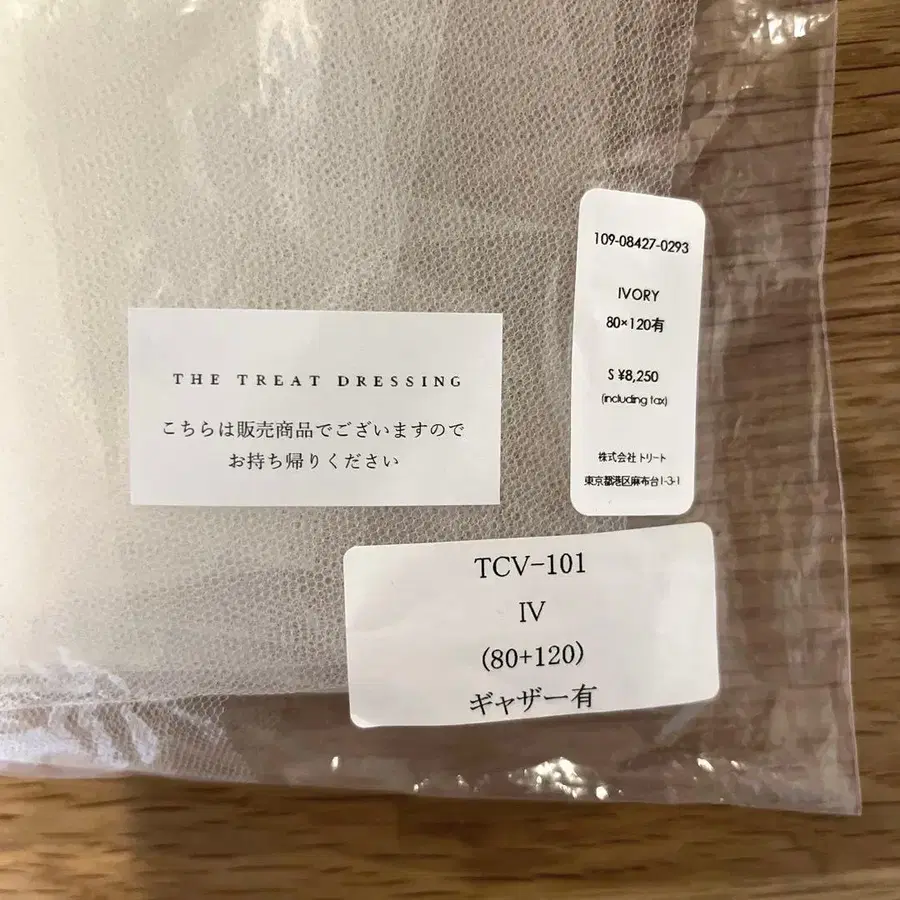 THE TREAT DRESSING
こちらは販売商品でございますので
お持ち帰りください
109-08427-0293
IVORY
80×120有
S ¥8,250
(including tax)
株式会社 トリート
東京都港区麻布台1-3-1
TCV-101
IV
(80+120)
ギャザー有